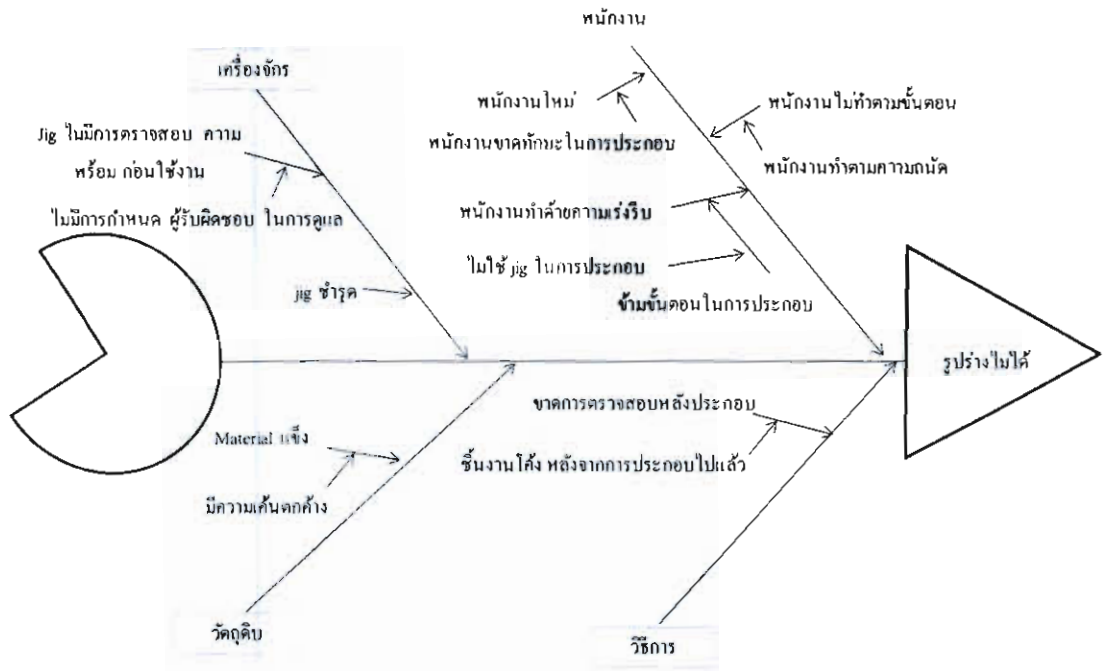 พนักงาน
เครื่องจักร
พนักงานใหม่
พนักงานไม่ทำตามขั้นตอน
Jig ไม่มีการตรวจสอบ ความ
พร้อม ก่อนใช้งาน
พนักงานขาดทักษะในการประกอบ
พนักงานทำตามความถนัด
ไม่มีการกำหนด ผู้รับผิดชอบ ในการดูแล
พนักงานทำด้วยความเร่งรีบ
ไม่ใช้ jig ในการประกอบ
jig ชำรุด
ข้ามขั้นตอนในการประกอบ
รูปร่างไม่ได้
ขาดการตรวจสอบหลังประกอบ
Material แข็ง
ชิ้นงานโค้ง หลังจากการประกอบไปแล้ว
มีความเค้นตกค้าง
วัตถุดิบ
วิธีการ